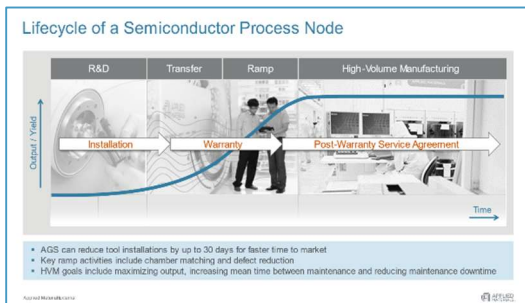 Lifecycle of a Semiconductor Process Node
R&D
Transfer
Ramp
High-Volume Manufacturing
Output / Yield
Installation
Warranty
Post-Warranty Service Agreement
Time
AGS can reduce tool installations by up to 30 days for faster time to market
Key ramp activities include chamber matching and defect reduction
HVM goals include maximizing output, increasing mean time between maintenance and reducing maintenance downtime
APPLIED
MATERIALS